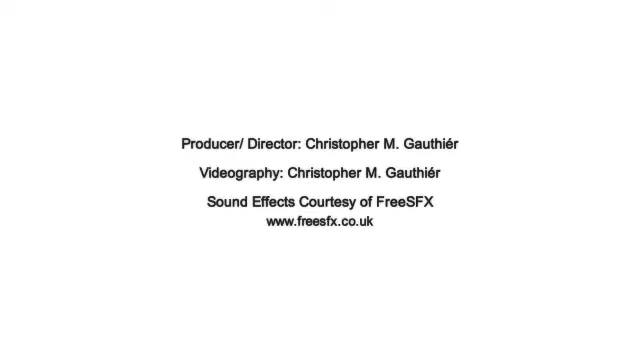 Producer/ Director: Christopher M. Gauthiér
Videography: Christopher M. Gauthiér
Sound Effects Courtesy of FreeSFX
www.freesfx.co.uk